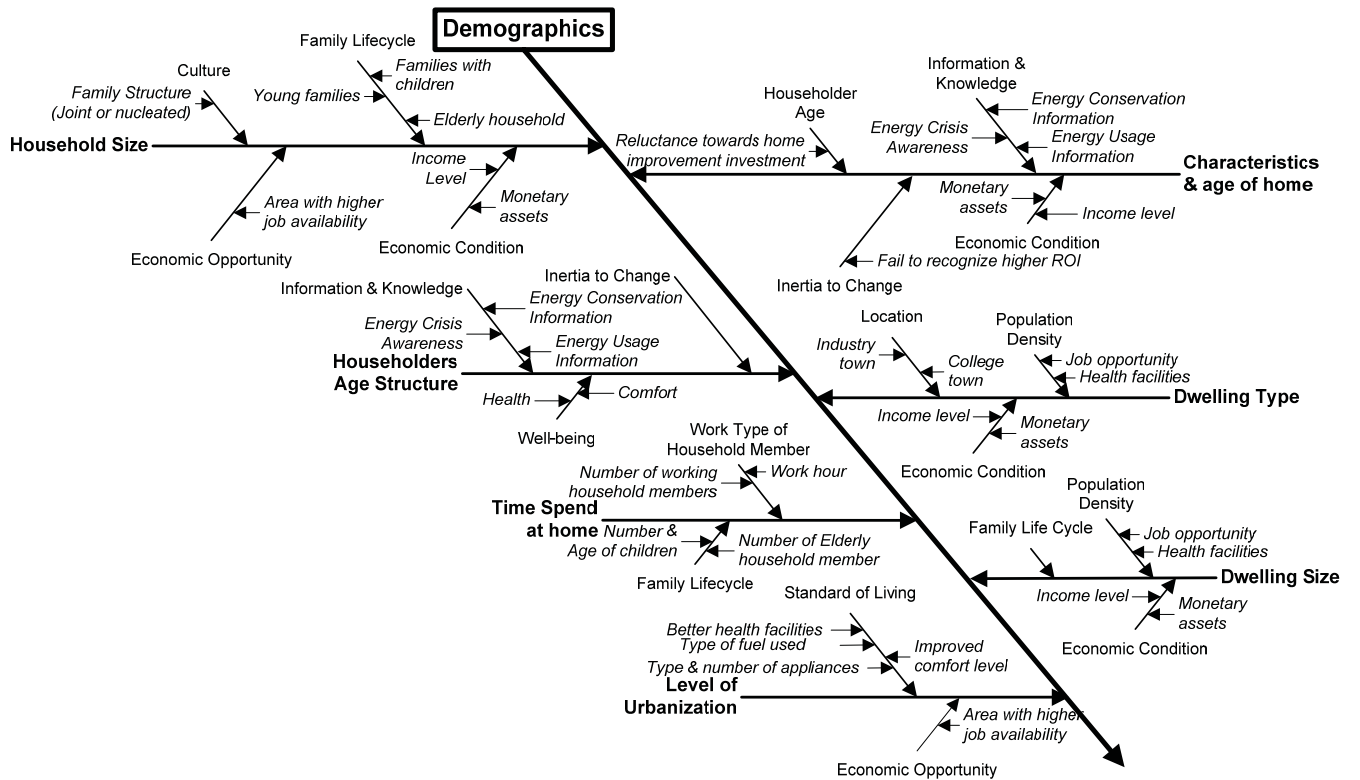 Demographics
Family Lifecycle
Families with
children
Young families
Elderly household
Culture
Family Structure
(Joint or nucleated)
Household Size
Income
Level
Monetary
assets
Economic Condition
Area with higher
job availability
Economic Opportunity
Householder
Age
Reluctance towards home
improvement investment
Information &
Knowledge
Energy Conservation
Information
Energy Crisis
Awareness
Energy Usage
Information
Characteristics
& age of home
Monetary
assets
Income level
Economic Condition
Fail to recognize higher ROI
Inertia to Change
Information & Knowledge
Inertia to Change
Energy Conservation
Information
Energy Crisis
Awareness
Energy Usage
Information
Householders
Age Structure
Health
Comfort
Well-being
Location
Industry
town
College
town
Population
Density
Job opportunity
Health facilities
Dwelling Type
Income level
Monetary
assets
Economic Condition
Work Type of
Household Member
Work hour
Number of working
household members
Time Spend
at home
Number &
Age of children
Number of Elderly
household member
Family Lifecycle
Population
Density
Family Life Cycle
Job opportunity
Health facilities
Dwelling Size
Income level
Monetary
assets
Economic Condition
Standard of Living
Better health facilities
Type of fuel used
Improved
comfort level
Type & number of appliances
Level of
Urbanization
Area with higher
job availability
Economic Opportunity